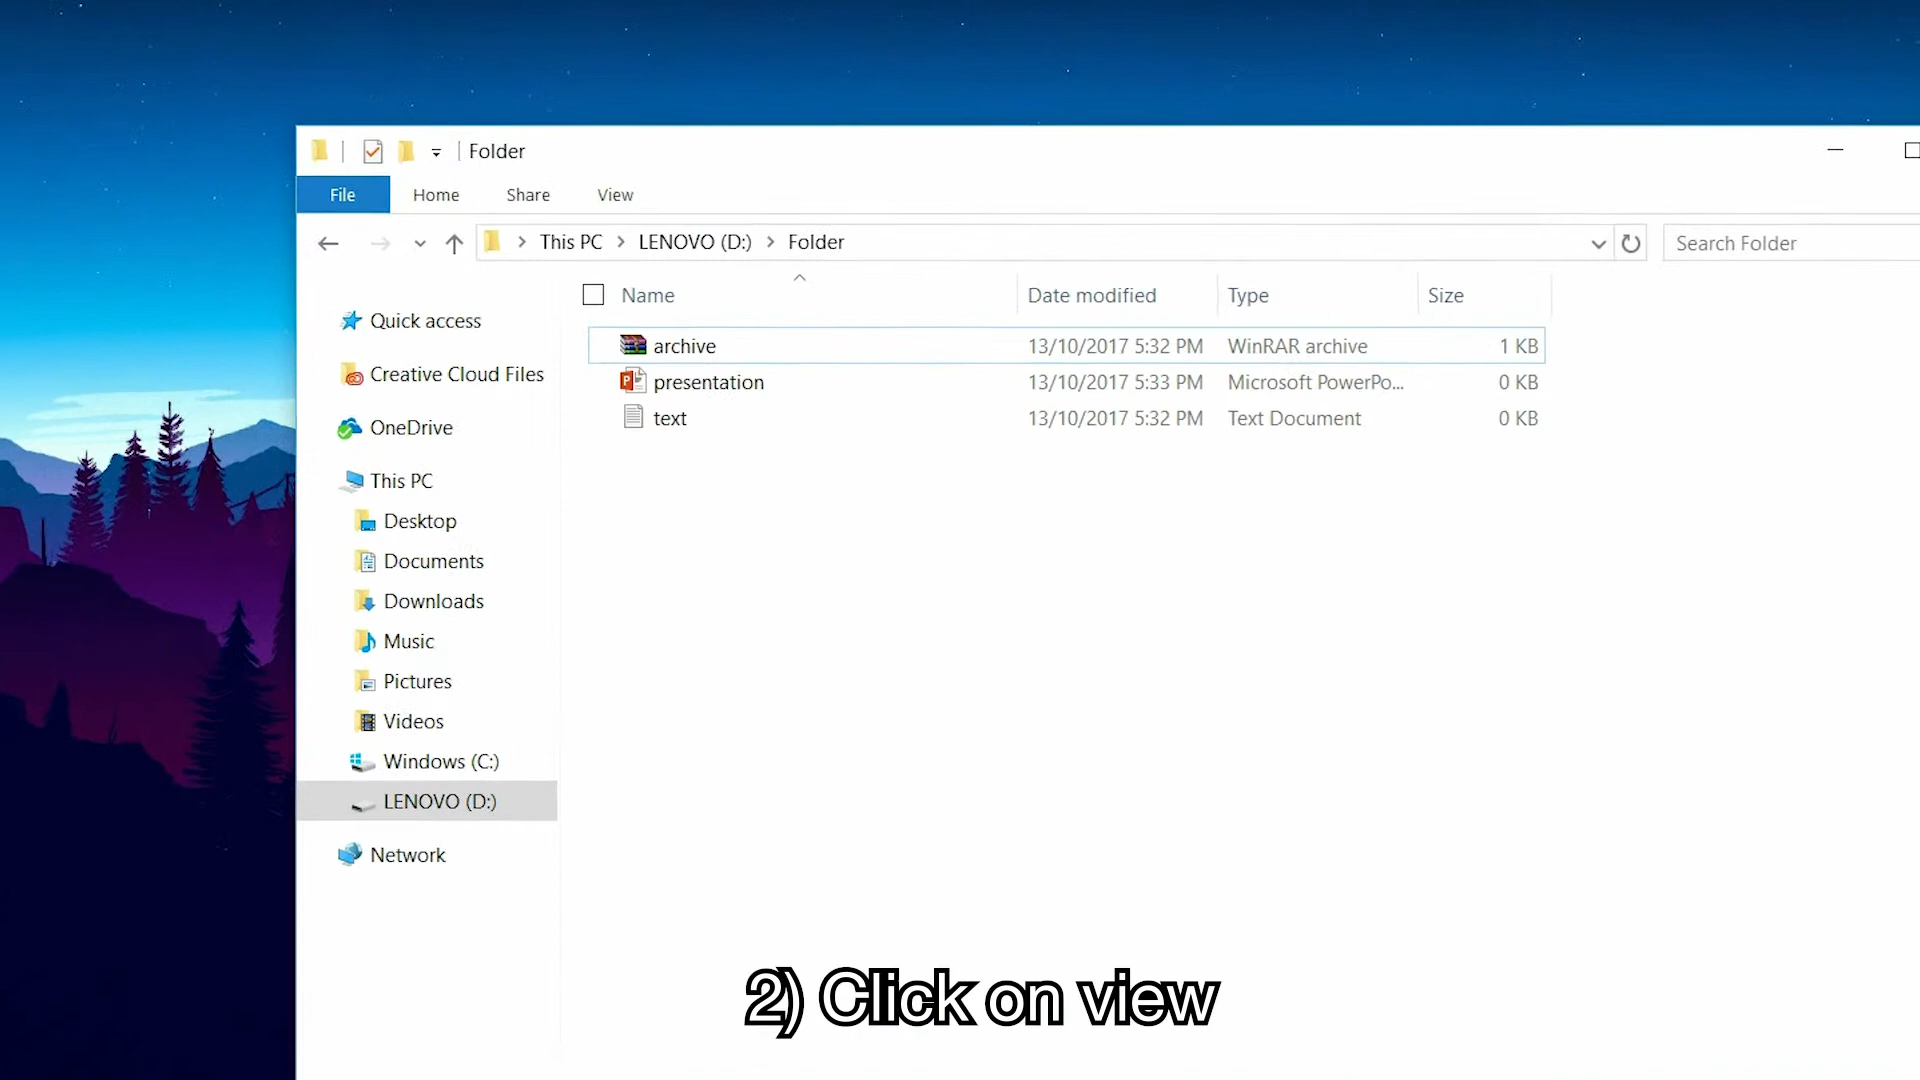 Folder
File Home Share View
This PC LENOVO (D:) Folder Search Folder
Name Date modified Type Size
archive 13/10/2017 5:32 PM WinRAR archive 1 KB
presentation 13/10/2017 5:33 PM Microsoft PowerPo... 0 KB
text 13/10/2017 5:32 PM Text Document 0 KB
Quick access
Creative Cloud Files
OneDrive
This PC
Desktop
Documents
Downloads
Music
Pictures
Videos
Windows (C:)
LENOVO (D:)
Network
2) Click on view